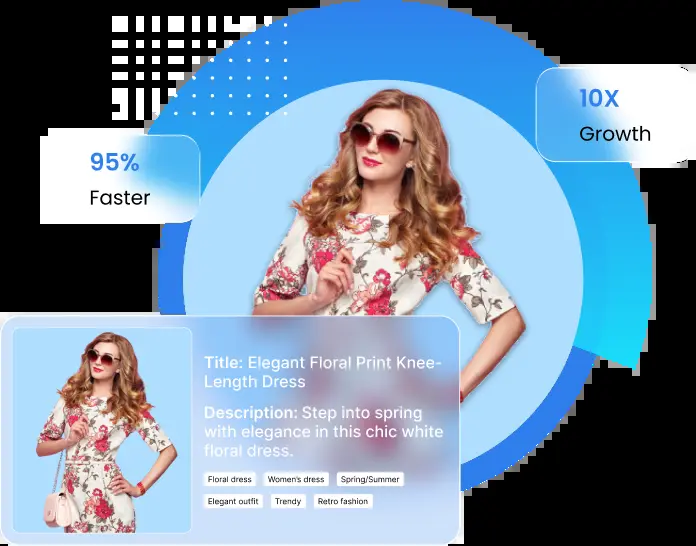 95%
Faster
10X
Growth
Title: Elegant Floral Print Knee-
Length Dress
Description: Step into spring
with elegance in this chic white
floral dress.
Floral dress Women's dress Spring/Summer
Elegant outfit Trendy Retro fashion